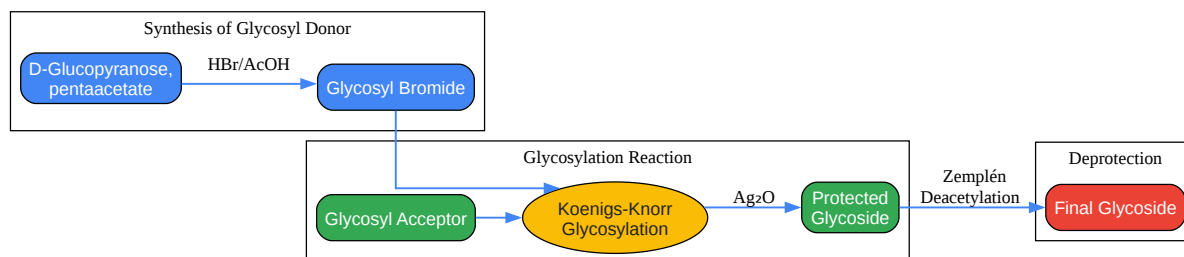 Synthesis of Glycosyl Donor
D-Glucopyranose,
pentaacetate
HBr/AcOH
Glycosyl Bromide
Glycosylation Reaction
Glycosyl Acceptor
Koenigs-Knorr
Glycosylation
Ag₂O
Protected
Glycoside
Zemplén
Deacetylation
Deprotection
Final Glycoside